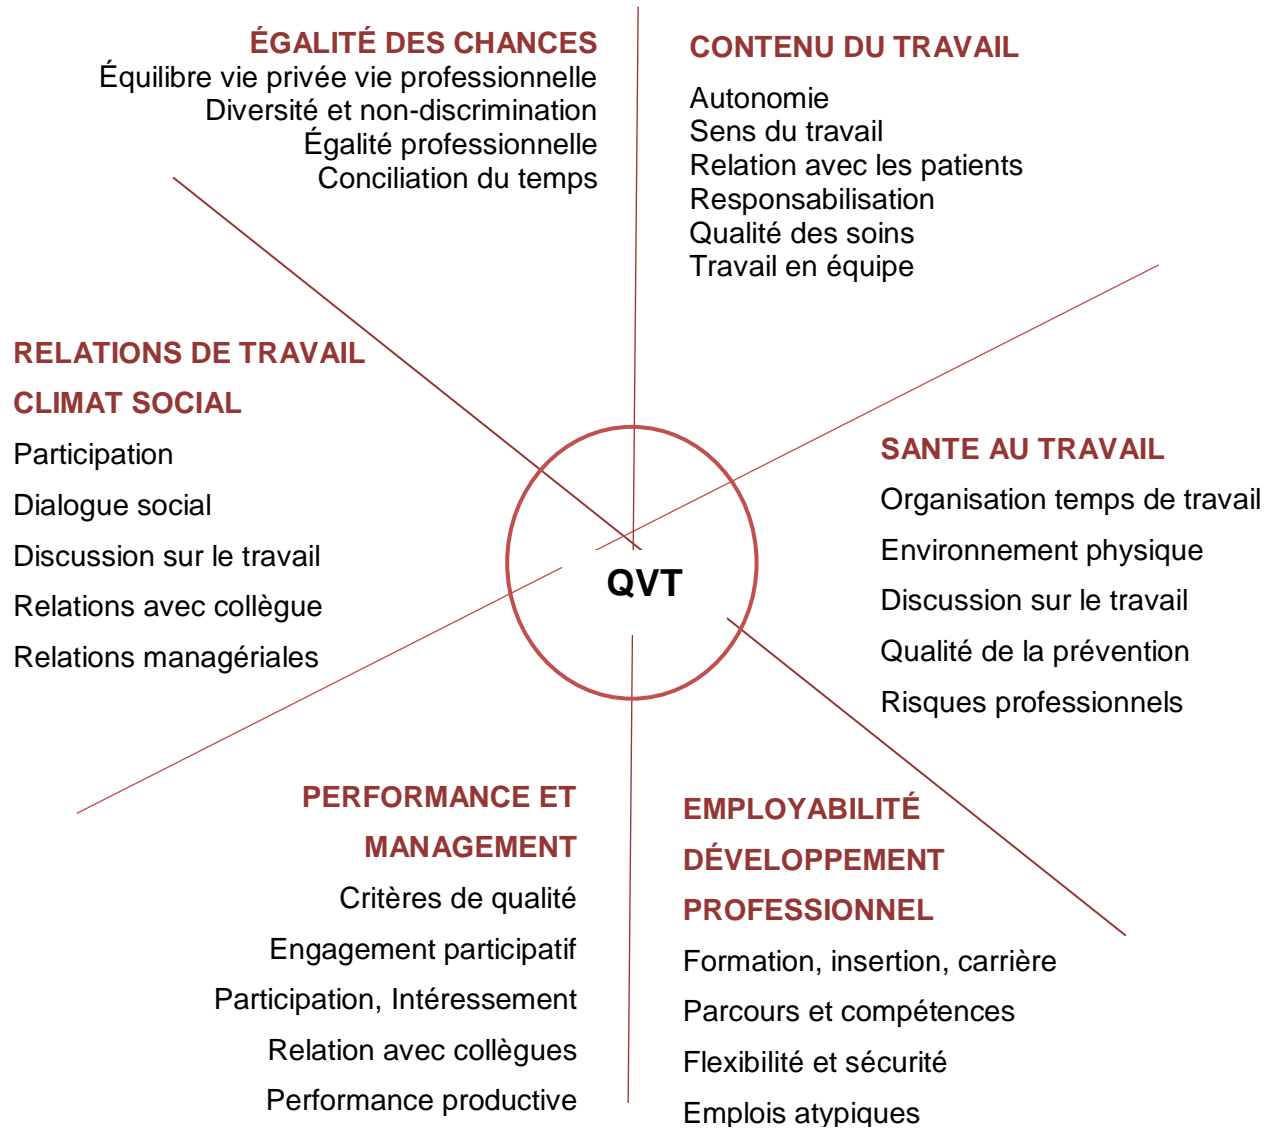 ÉGALITÉ DES CHANCES
Équilibre vie privée vie professionnelle
Diversité et non-discrimination
Égalité professionnelle
Conciliation du temps
CONTENU DU TRAVAIL
Autonomie
Sens du travail
Relation avec les patients
Responsabilisation
Qualité des soins
Travail en équipe
RELATIONS DE TRAVAIL
CLIMAT SOCIAL
Participation
Dialogue social
Discussion sur le travail
Relations avec collègue
Relations managériales
QVT
SANTE AU TRAVAIL
Organisation temps de travail
Environnement physique
Discussion sur le travail
Qualité de la prévention
Risques professionnels
PERFORMANCE ET
MANAGEMENT
Critères de qualité
Engagement participatif
Participation, Intéressement
Relation avec collègues
Performance productive
EMPLOYABILITÉ
DÉVELOPPEMENT
PROFESSIONNEL
Formation, insertion, carrière
Parcours et compétences
Flexibilité et sécurité
Emplois atypiques